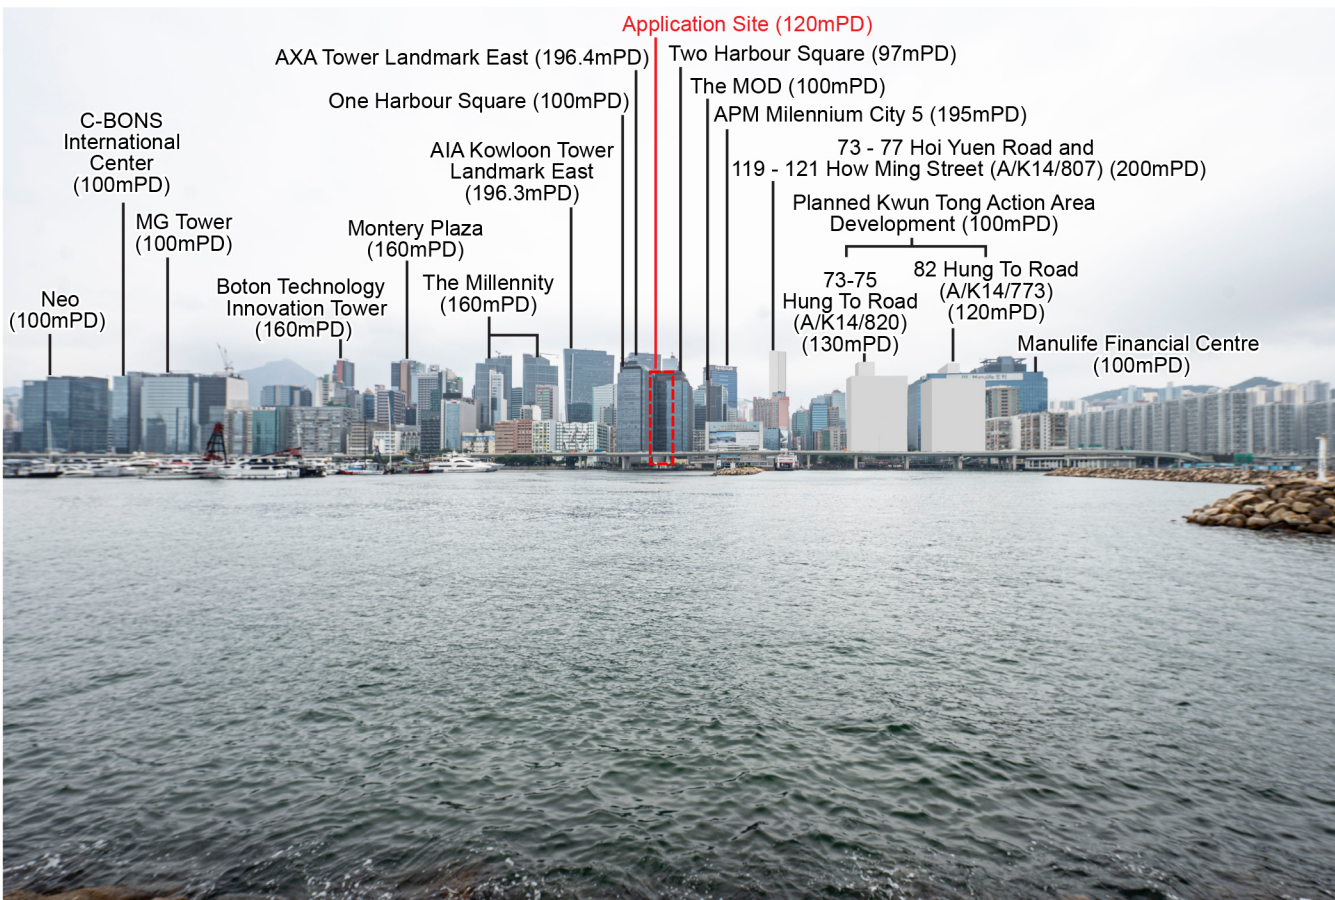 Application Site (120mPD)
AXA Tower Landmark East (196.4mPD)
Two Harbour Square (97mPD)
One Harbour Square (100mPD)
The MOD (100mPD)
APM Milennium City 5 (195mPD)
C-BONS
International
Center
(100mPD)
AIA Kowloon Tower
Landmark East
(196.3mPD)
73 - 77 Hoi Yuen Road and
119 - 121 How Ming Street (A/K14/807) (200mPD)
MG Tower
(100mPD)
Montery Plaza
(160mPD)
Planned Kwun Tong Action Area
Development (100mPD)
Neo
(100mPD)
Boton Technology
Innovation Tower
(160mPD)
The Millennity
(160mPD)
73-75
Hung To Road
(A/K14/820)
(130mPD)
82 Hung To Road
(A/K14/773)
(120mPD)
Manulife Financial Centre
(100mPD)
Manulife